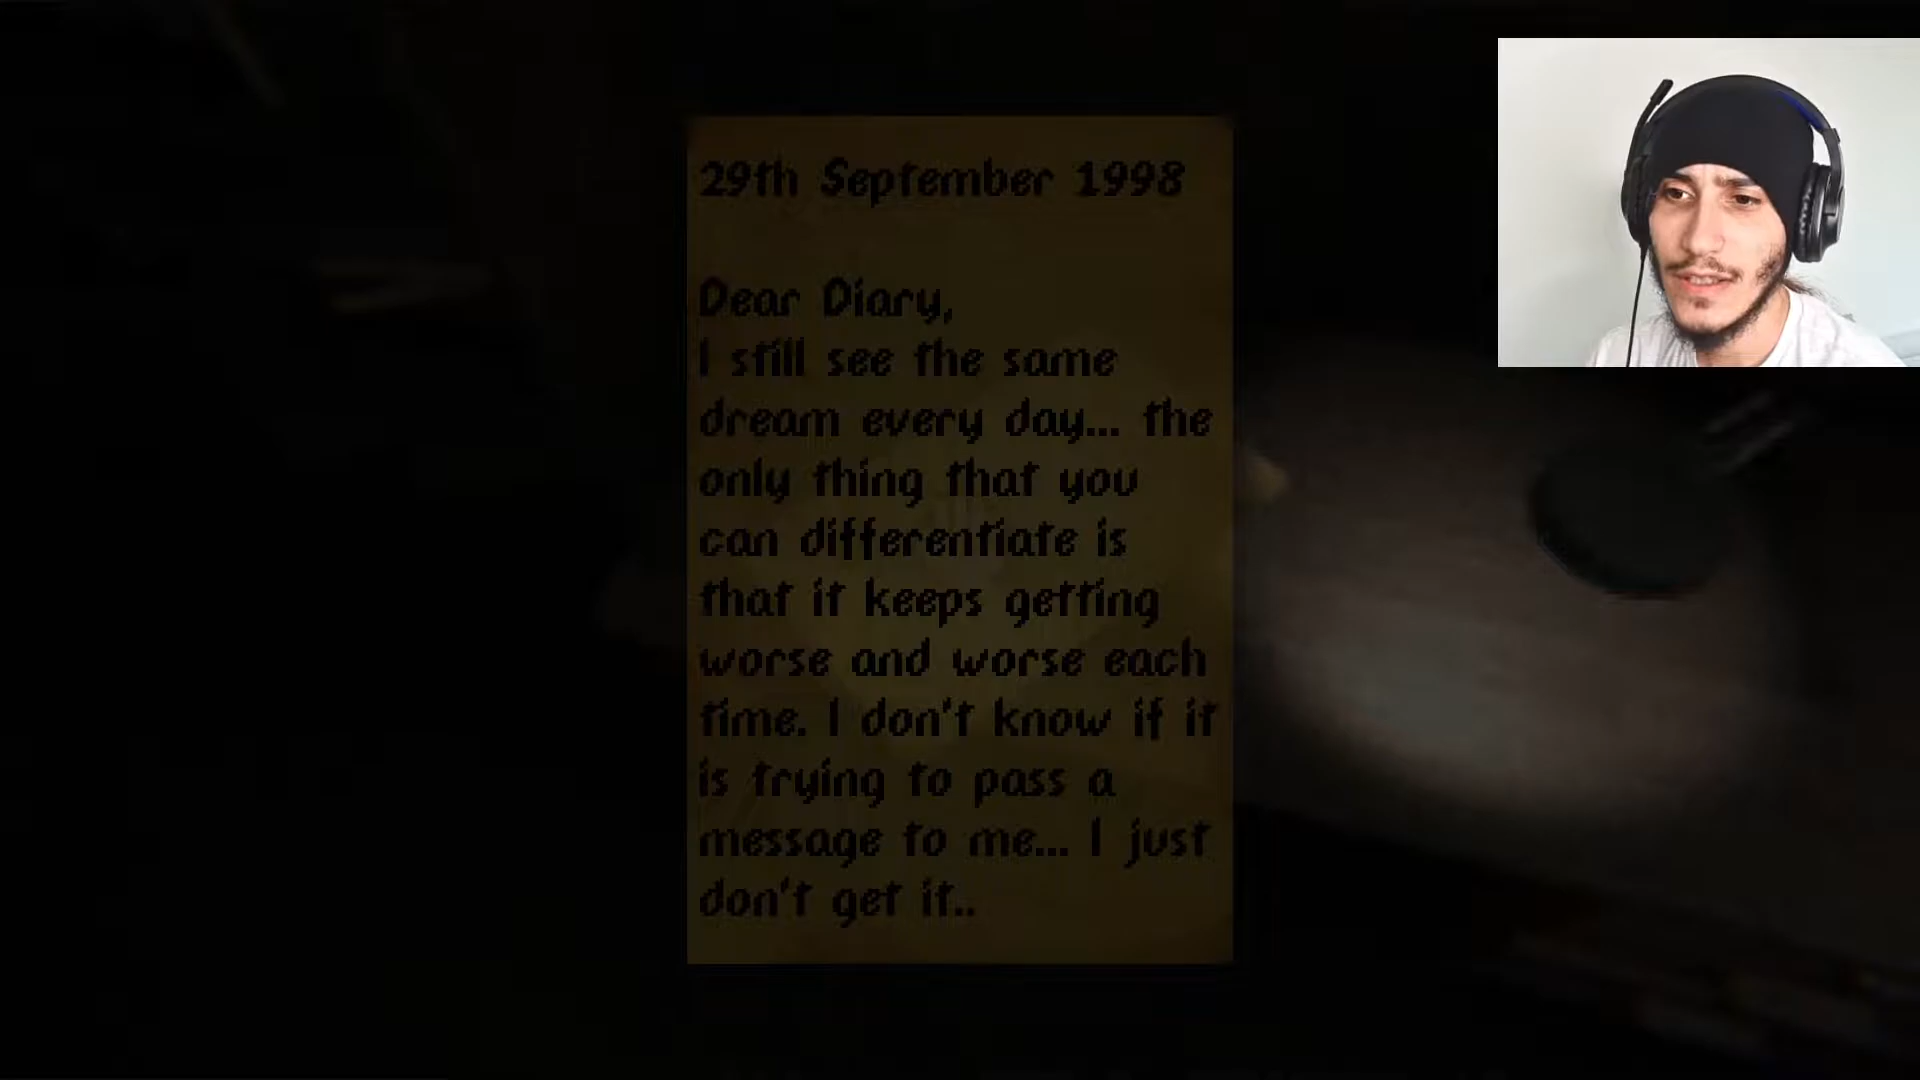 29th September 1998
Dear Diary,
I still see the same
dream every day... the
only thing that you
can differentiate is
that it keeps getting
worse and worse each
time. I don't know if it
is trying to pass a
message to me... I just
don't get it..